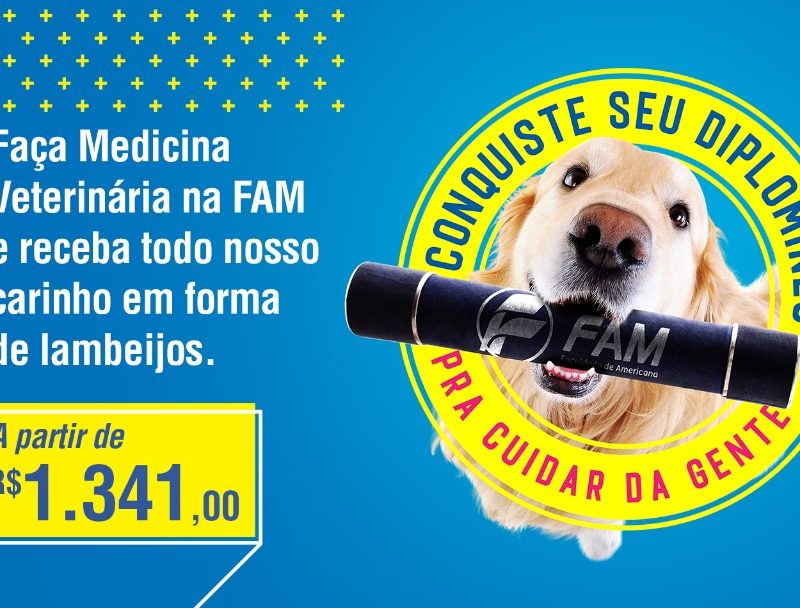 Faça Medicina
Veterinária na FAM
e receba todo nosso
carinho em forma
de lambeijos.
A partir de
R$1.341,00
CONQUISTE SEU DIPLOMINEU
PRA CUIDAR DA GENTE
FAM
Faculdade de Americana